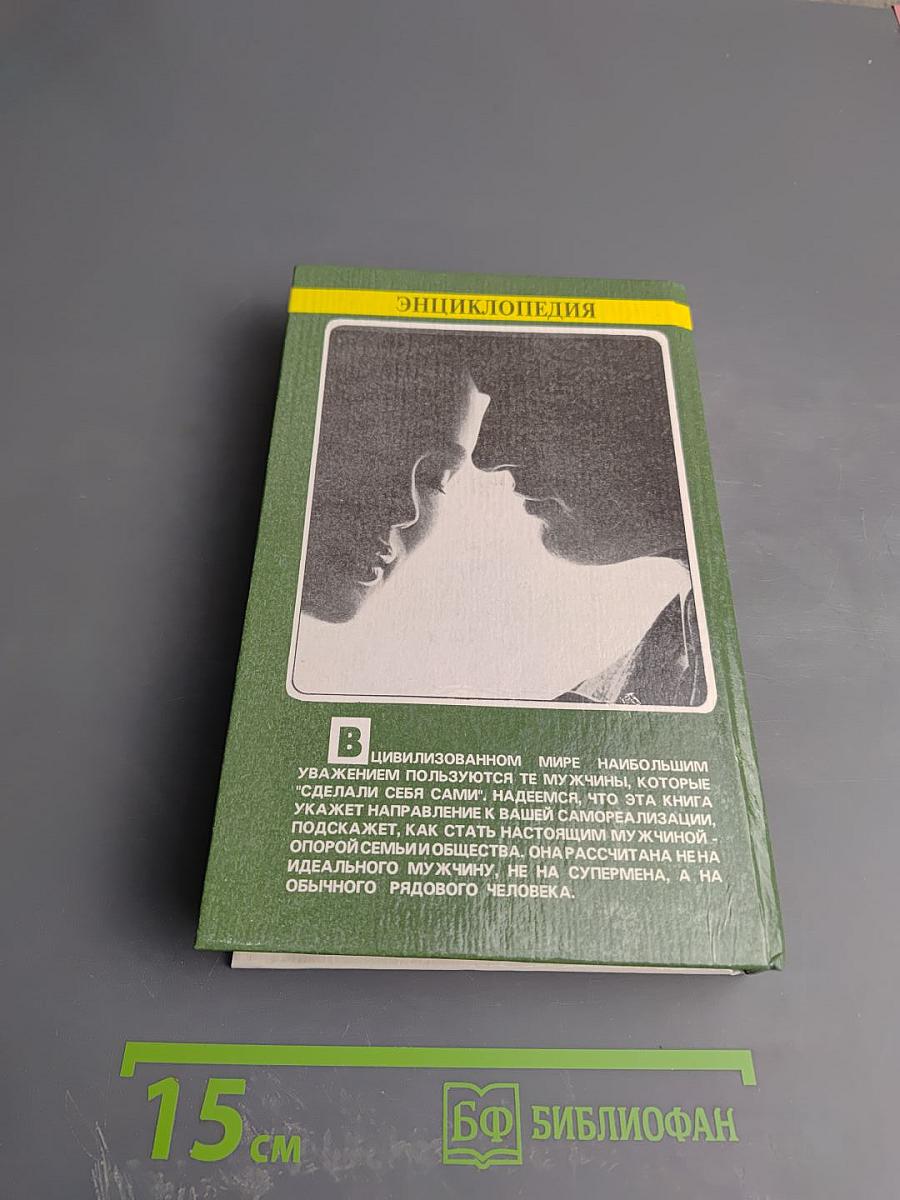 ЭНЦИКЛОПЕДИЯ
В ЦИВИЛИЗОВАННОМ МИРЕ НАИБОЛЬШИМ
УВАЖЕНИЕМ ПОЛЬЗУЮТСЯ ТЕ МУЖЧИНЫ, КОТОРЫЕ
"СДЕЛАЛИ СЕБЯ САМИ". НАДЕЕМСЯ, ЧТО ЭТА КНИГА
УКАЖЕТ НАПРАВЛЕНИЕ К ВАШЕЙ САМОРЕАЛИЗАЦИИ,
ПОДСКАЖЕТ, КАК СТАТЬ НАСТОЯЩИМ МУЖЧИНОЙ -
ОПОРОЙ СЕМЬИ И ОБЩЕСТВА. ОНА РАССЧИТАНА НЕ НА
ИДЕАЛЬНОГО МУЖЧИНУ, НЕ НА СУПЕРМЕНА, А НА
ОБЫЧНОГО РЯДОВОГО ЧЕЛОВЕКА.
15 СМ
БФ БИБЛИОФАН